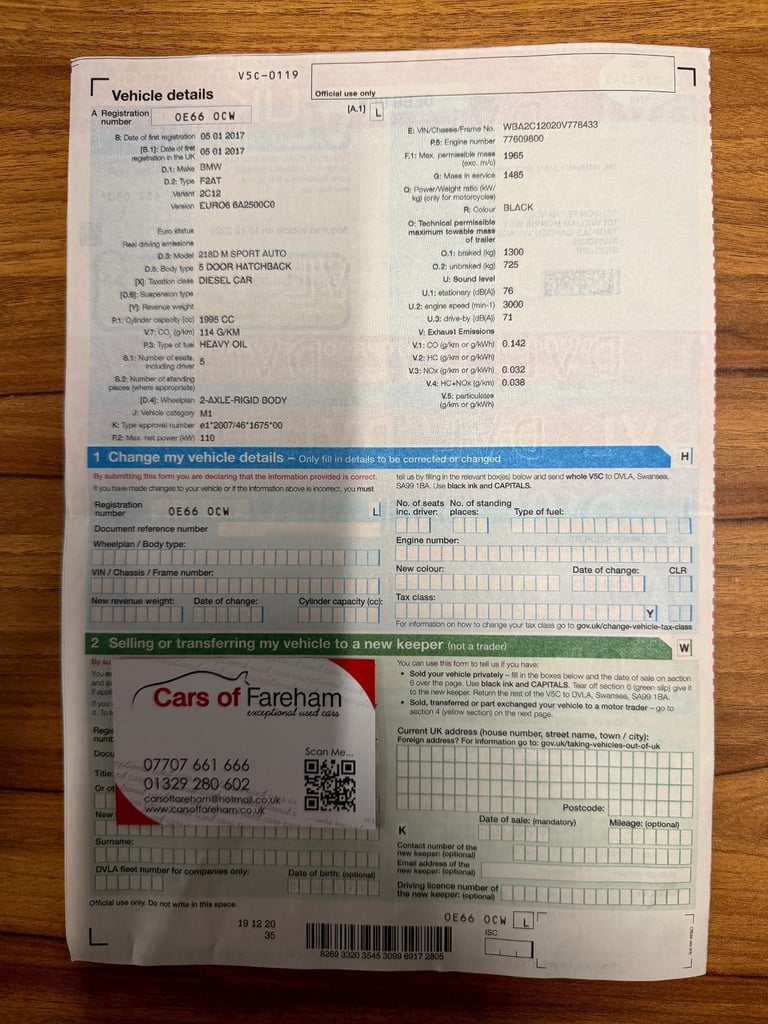 V5C-0119
Official use only
Vehicle details
A Registration number OE66 OCW [A.1] L
B: Date of first registration 05 01 2017
[B.1]: Date of first registration in the UK 05 01 2017
D.1: Make BMW
D.2: Type F2AT
Variant 2C12
Version EURO6 6A2500C0
Euro status
Real driving emissions
D.3: Model 218D M SPORT AUTO
D.5: Body type 5 DOOR HATCHBACK
[X]: Taxation class DIESEL CAR
[D.6]: Suspension type
[Y]: Revenue weight
P.1: Cylinder capacity (cc) 1995 CC
V.7: CO2 (g/km) 114 G/KM
P.3: Type of fuel HEAVY OIL
S.1: Number of seats, including driver 5
S.2: Number of standing places (where appropriate)
[D.4]: Wheelplan 2-AXLE-RIGID BODY
J: Vehicle category M1
K: Type approval number e1*2007/46*1675*00
P.2: Max. net power (kW) 110
E: VIN/Chassis/Frame No. WBA2C12020V778433
P.5: Engine number 77609800
F.1: Max. permissible mass (exc. m/c) 1965
G: Mass in service 1485
Q: Power/Weight ratio (kW/kg) (only for motorcycles)
R: Colour BLACK
O: Technical permissible maximum towable mass of trailer
O.1: braked (kg) 1300
O.2: unbraked (kg) 725
U: Sound level
U.1: stationary (dB(A)) 76
U.2: engine speed (min-1) 3000
U.3: drive-by (dB(A)) 71
V: Exhaust Emissions
V.1: CO (g/km or g/kWh) 0.142
V.2: HC (g/km or g/kWh)
V.3: NOx (g/km or g/kWh) 0.032
V.4: HC+NOx (g/km) 0.038
V.5: particulates (g/km or g/kWh)
1 Change my vehicle details – Only fill in details to be corrected or changed H
By submitting this form you are declaring that the information provided is correct.
If you have made changes to your vehicle or if the information above is incorrect, you must
tell us by filling in the relevant box(es) below and send whole V5C to DVLA, Swansea,
SA99 1BA. Use black ink and CAPITALS.
Registration number OE66 OCW L
Document reference number
Wheelplan / Body type:
VIN / Chassis / Frame number:
New revenue weight: Date of change: Cylinder capacity (cc):
No. of seats inc. driver: No. of standing places: Type of fuel:
Engine number:
New colour: Date of change: CLR
Tax class:
Y
For information on how to change your tax class go to gov.uk/change-vehicle-tax-class
2 Selling or transferring my vehicle to a new keeper (not a trader) W
By su
Cars of Fareham
exceptional used cars
Scan Me...
07707 661 666
01329 280 602
carsoffareham@hotmail.co.uk
www.carsoffareham.co.uk
Title:
New
Surname:
DVLA fleet number for companies only: Date of birth: (optional)
You can use this form to tell us if you have:
• Sold your vehicle privately – fill in the boxes below and the date of sale on section
6 over the page. Use black ink and CAPITALS. Tear off section 6 (green slip) give it
to the new keeper. Return the rest of the V5C to DVLA, Swansea, SA99 1BA.
• Sold, transferred or part exchanged your vehicle to a motor trader – go to
section 4 (yellow section) on the next page.
Current UK address (house number, street name, town / city):
Foreign address? For information go to: gov.uk/taking-vehicles-out-of-uk
Postcode:
Date of sale: (mandatory) Mileage: (optional)
K
Contact number of the new keeper: (optional)
Email address of the new keeper: (optional)
Driving licence number of the new keeper: (optional)
Official use only. Do not write in this space.
19 12 20
35
8269 3320 3545 3099 6917 2805
OE66 OCW L
ISC